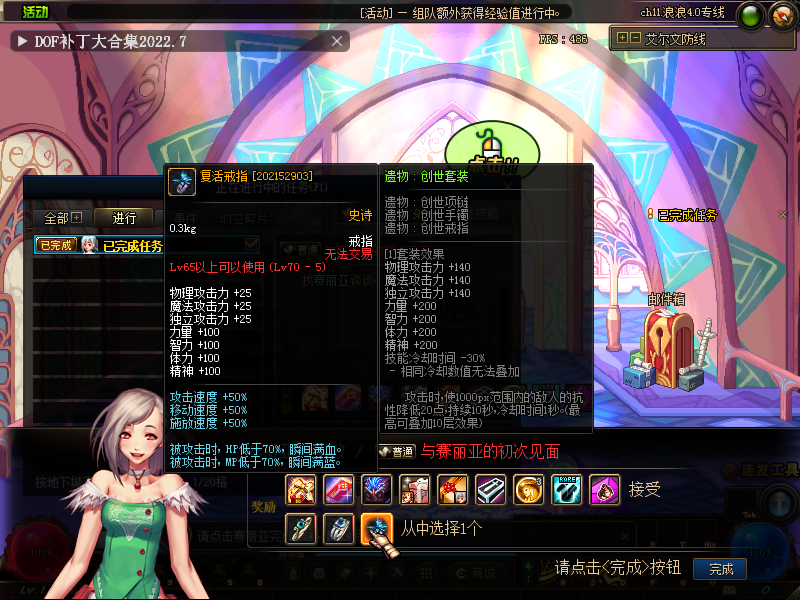 活动
[活动] — 组队额外获得经验值进行中。
ch11.浪浪4.0专线
DOF补丁大合集2022.7
FPS : 486
艾尔文防线
点击
全部
进行
已完成
已完成任务
复活戒指 [202152903]
史诗
0.3kg
戒指
无法交易
Lv65以上可以使用 (Lv70 - 5)
物理攻击力 +25
魔法攻击力 +25
独立攻击力 +25
力量 +100
智力 +100
体力 +100
精神 +100
攻击速度 +50%
移动速度 +50%
施放速度 +50%
被攻击时, HP低于70%, 瞬间满血。
被攻击时, MP低于70%, 瞬间满蓝。
遗物 : 创世套装
遗物 : 创世项链
遗物 : 创世手镯
遗物 : 创世戒指
[1]套装效果
物理攻击力 +140
魔法攻击力 +140
独立攻击力 +140
力量 +200
智力 +200
体力 +200
精神 +200
技能冷却时间 -30%
- 相同冷却数值无法叠加
攻击时,使1000px范围内的敌人的抗
性降低20点,持续10秒;冷却时间1秒。(最
高可叠加10层效果)
已完成任务
邮件箱
普通
与赛丽亚的初次见面
奖励
接受
从中选择1个
请点击<完成>按钮
完成
连发工具
100%
100%